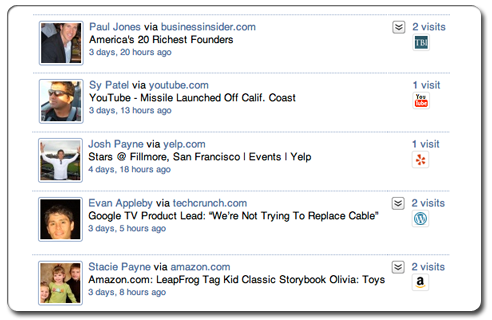 Paul Jones via businessinsider.com 2 visits
America's 20 Richest Founders TBI
3 days, 20 hours ago
Sy Patel via youtube.com 1 visit
YouTube - Missile Launched Off Calif. Coast You Tube
3 days, 13 hours ago
Josh Payne via yelp.com 1 visit
Stars @ Fillmore, San Francisco | Events | Yelp
4 days, 18 hours ago
Evan Appleby via techcrunch.com 2 visits
Google TV Product Lead: “We’re Not Trying To Replace Cable”
3 days, 5 hours ago
Stacie Payne via amazon.com 2 visits
Amazon.com: LeapFrog Tag Kid Classic Storybook Olivia: Toys
3 days, 8 hours ago